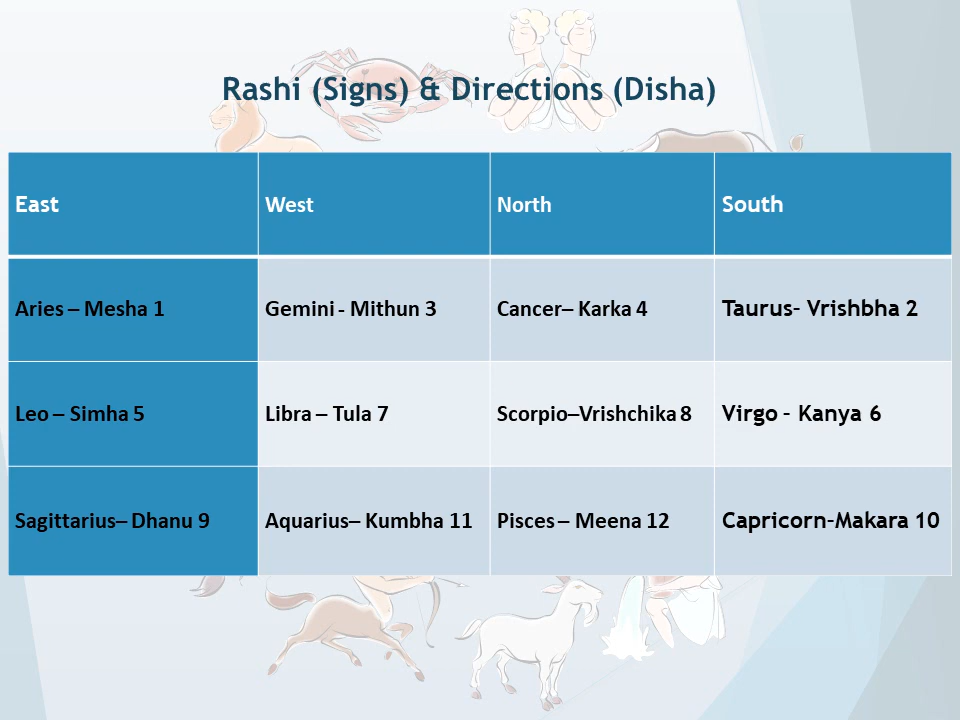 Rashi (Signs) & Directions (Disha)
East West North South
Aries – Mesha 1 Gemini - Mithun 3 Cancer– Karka 4 Taurus– Vrishbha 2
Leo – Simha 5 Libra – Tula 7 Scorpio–Vrishchika 8 Virgo – Kanya 6
Sagittarius– Dhanu 9 Aquarius– Kumbha 11 Pisces – Meena 12 Capricorn–Makara 10